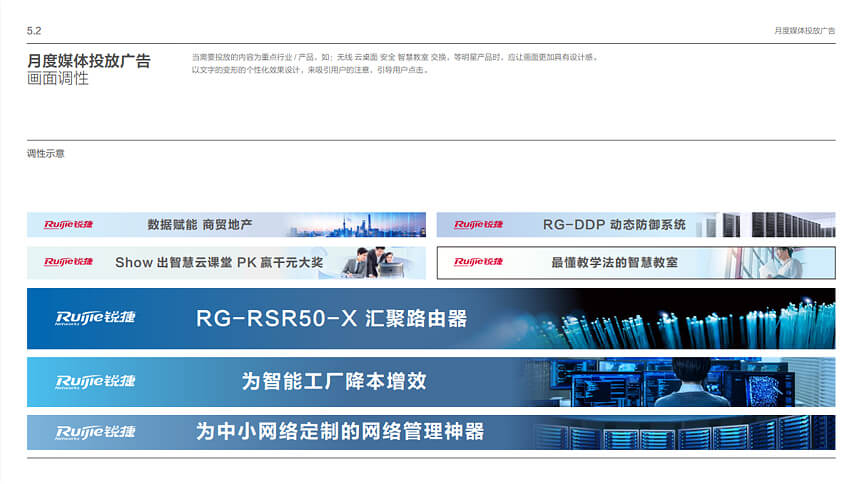 5.2
月度媒体投放广告
月度媒体投放广告
画面调性
当需要投放的内容为重点行业 / 产品，如：无线 云桌面 安全 智慧教室 交换，等明星产品时，应让画面更加具有设计感。
以文字的变形的个性化效果设计，来吸引用户的注意，引导用户点击。
调性示意
Ruijie锐捷
数据赋能 商贸地产
Ruijie锐捷
RG-DDP 动态防御系统
Ruijie锐捷
Show 出智慧云课堂 PK 赢千元大奖
Ruijie锐捷
最懂教学法的智慧教室
Ruijie锐捷
Networks
RG-RSR50-X 汇聚路由器
Ruijie锐捷
Networks
为智能工厂降本增效
Ruijie锐捷
Networks
为中小网络定制的网络管理神器